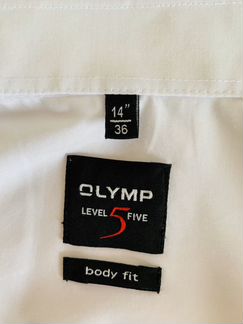 14"
36
OLYMP
LEVEL 5 FIVE
body fit